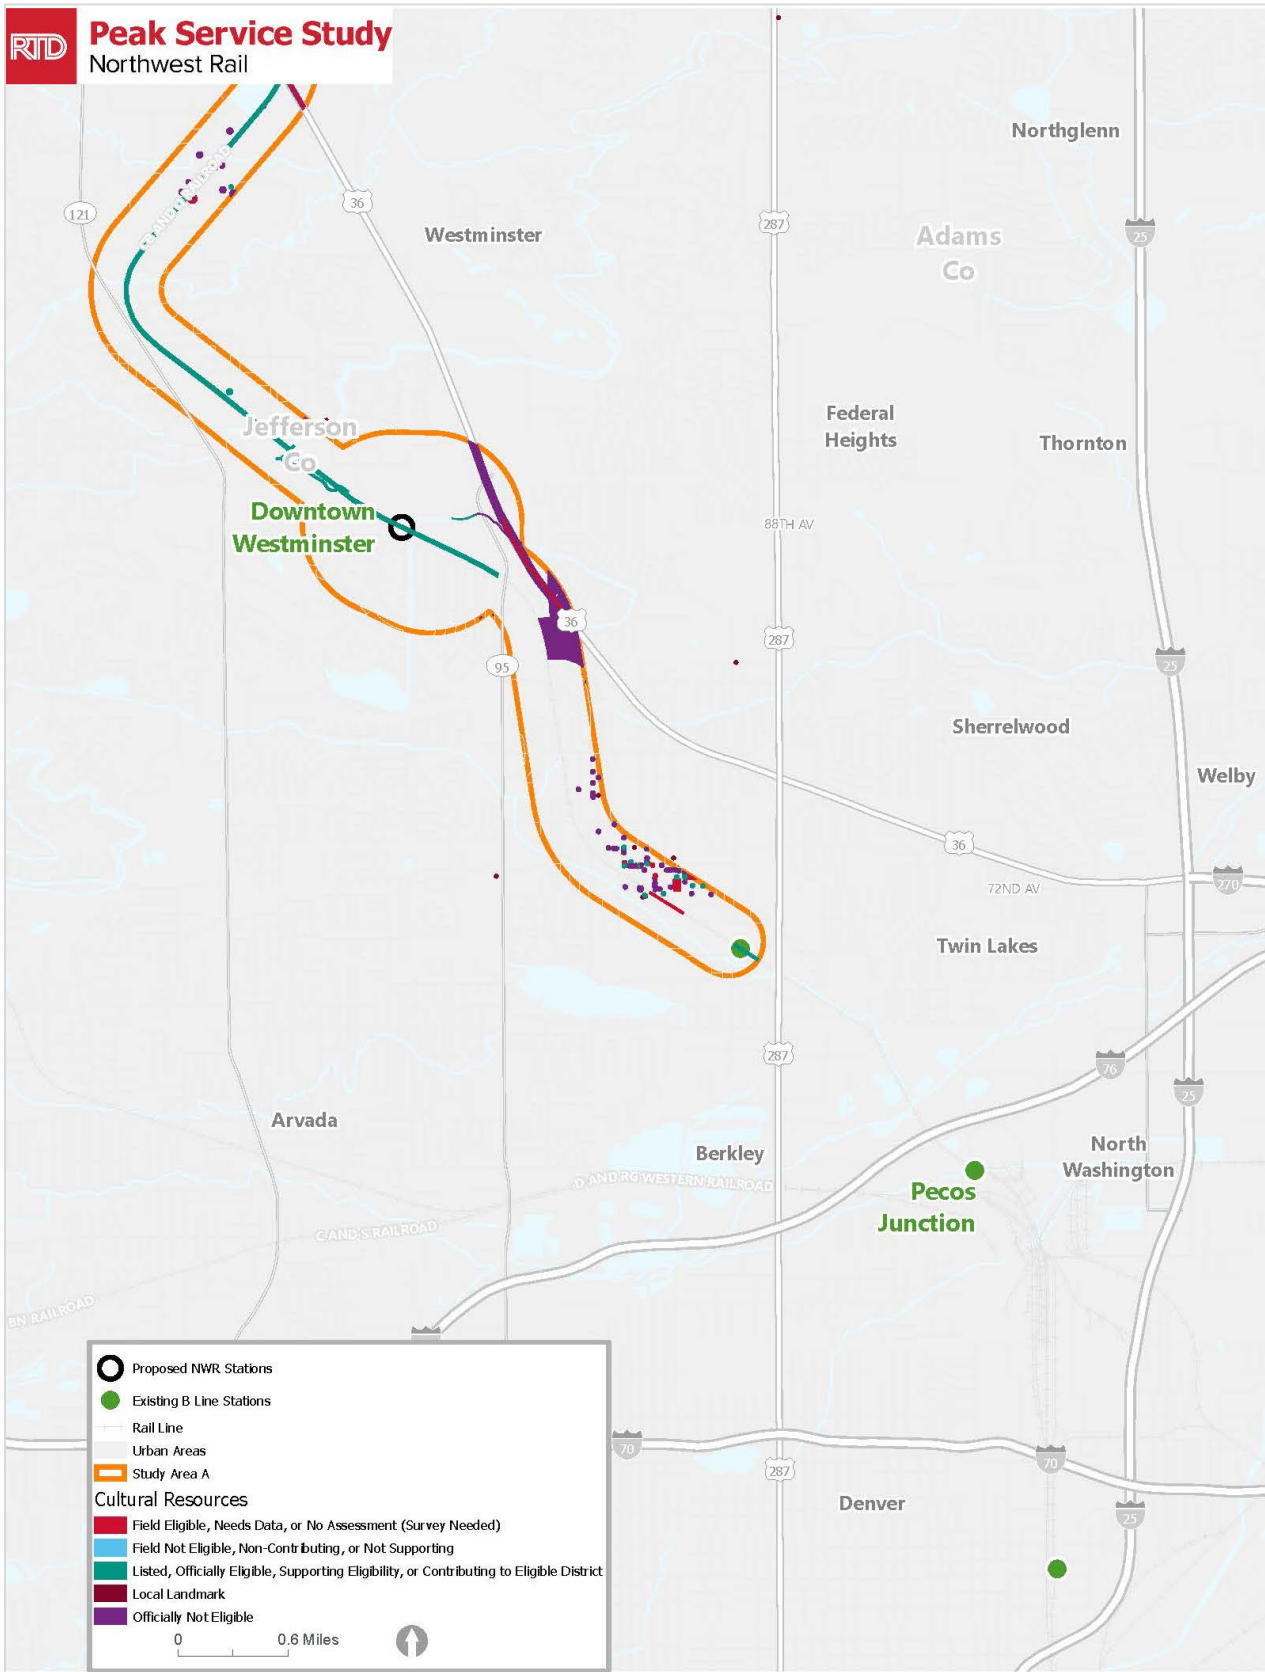 RTD
Peak Service Study
Northwest Rail
Northglenn
121
36
Westminster
287
Adams
Co
25
AND
RAILROAD
Jefferson
Co
Federal
Heights
Thornton
Downtown
Westminster
88TH AV
36
287
95
25
Sherrelwood
Welby
36
72ND AV
270
Twin Lakes
287
76
25
Arvada
Berkley
North
Washington
D AND RG WESTERN RAILROAD
Pecos
Junction
C AND S RAILROAD
BN RAILROAD
Proposed NWR Stations
Existing B Line Stations
Rail Line
Urban Areas
Study Area A
Cultural Resources
Field Eligible, Needs Data, or No Assessment (Survey Needed)
Field Not Eligible, Non-Contributing, or Not Supporting
Listed, Officially Eligible, Supporting Eligibility, or Contributing to Eligible District
Local Landmark
Officially Not Eligible
0 0.6 Miles
70
70
287
Denver
25